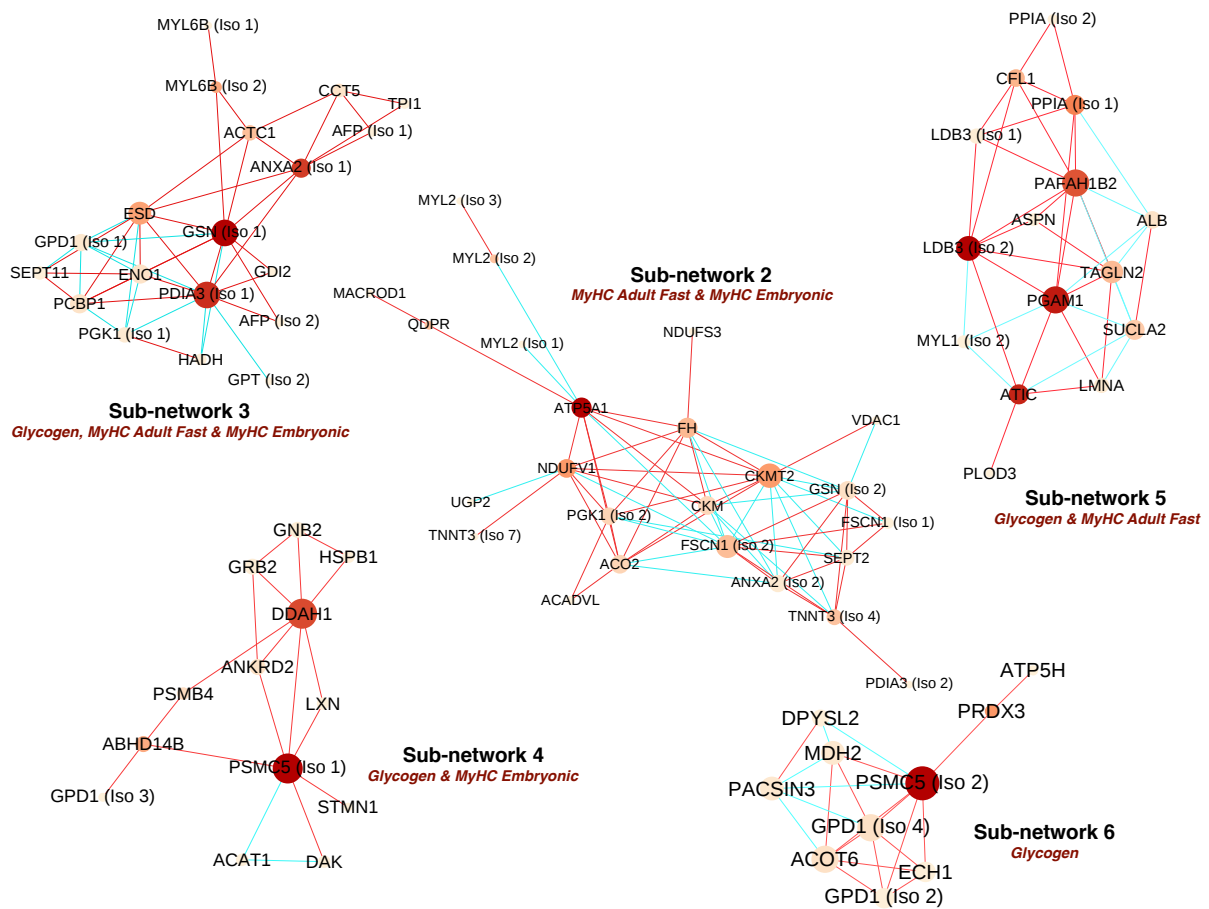 MYL6B (Iso 1)
MYL6B (Iso 2)
CCT5
TPI1
ACTC1
AFP (Iso 1)
ANXA2 (Iso 1)
ESD
GSN (Iso 1)
GPD1 (Iso 1)
SEPT11
ENO1
GDI2
PCBP1
PDIA3 (Iso 1)
AFP (Iso 2)
PGK1 (Iso 1)
HADH
GPT (Iso 2)
Sub-network 3
Glycogen, MyHC Adult Fast & MyHC Embryonic
MYL2 (Iso 3)
MYL2 (Iso 2)
Sub-network 2
MyHC Adult Fast & MyHC Embryonic
MACROD1
QDPR
MYL2 (Iso 1)
NDUFS3
ATP5A1
FH
VDAC1
NDUFV1
CKMT2
GSN (Iso 2)
UGP2
PGK1 (Iso 2)
CKM
FSCN1 (Iso 1)
TNNT3 (Iso 7)
FSCN1 (Iso 2)
SEPT2
ACO2
ANXA2 (Iso 2)
ACADVL
TNNT3 (Iso 4)
PDIA3 (Iso 2)
PPIA (Iso 2)
CFL1
PPIA (Iso 1)
LDB3 (Iso 1)
PAFAH1B2
ASPN
ALB
LDB3 (Iso 2)
TAGLN2
PGAM1
SUCLA2
MYL1 (Iso 2)
ATIC
LMNA
PLOD3
Sub-network 5
Glycogen & MyHC Adult Fast
GNB2
HSPB1
GRB2
DDAH1
ANKRD2
PSMB4
LXN
ABHD14B
PSMC5 (Iso 1)
GPD1 (Iso 3)
STMN1
ACAT1
DAK
Sub-network 4
Glycogen & MyHC Embryonic
ATP5H
PRDX3
DPYSL2
MDH2
PACSIN3
PSMC5 (Iso 2)
GPD1 (Iso 4)
ACOT6
ECH1
GPD1 (Iso 2)
Sub-network 6
Glycogen